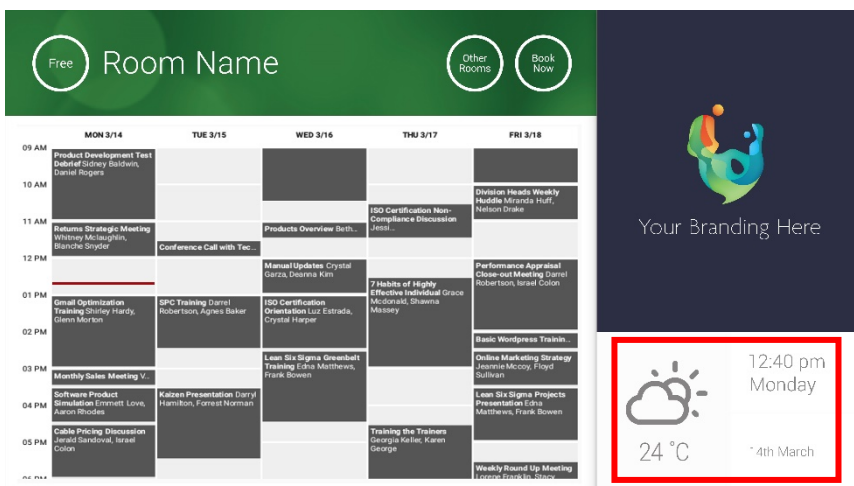 Free
Room Name
Other
Rooms
Book
Now
MON 3/14
TUE 3/15
WED 3/16
THU 3/17
FRI 3/18
09 AM
10 AM
11 AM
12 PM
01 PM
02 PM
03 PM
04 PM
05 PM
Product Development Test
Debrief Sidney Baldwin,
Daniel Rogers
Returns Strategic Meeting
Whitney Mclaughlin,
Blanche Snyder
Gmail Optimization
Training Shirley Hardy,
Glenn Morton
Monthly Sales Meeting V..
Software Product
Simulation Emmett Love,
Aaron Rhodes
Cable Pricing Discussion
Jerald Sandoval, Israel
Colon
Conference Call with Tec...
SPC Training Darrel
Robertson, Agnes Baker
Kaizen Presentation Darryl
Hamilton, Forrest Norman
Products Overview Beth...
Manual Updates Crystal
Garza, Deanna Kim
ISO Certification
Orientation Luz Estrada,
Crystal Harper
Lean Six Sigma Greenbelt
Training Edna Matthews,
Frank Bowen
ISO Certification Non-
Compliance Discussion
Jessi...
7 Habits of Highly
Effective Individual Grace
Mcdonald, Shawna
Massey
Training the Trainers
Georgia Keller, Karen
George
Division Heads Weekly
Huddle Miranda Huff,
Nelson Drake
Performance Appraisal
Close-out Meeting Darrel
Robertson, Israel Colon
Basic Wordpress Trainin...
Online Marketing Strategy
Jeannie Mccoy, Floyd
Sullivan
Lean Six Sigma Projects
Presentation Edna
Matthews, Frank Bowen
Weekly Round Up Meeting
Lorene Franklin, Stacy
Your Branding Here
12:40 pm
Monday
24 °C
14th March